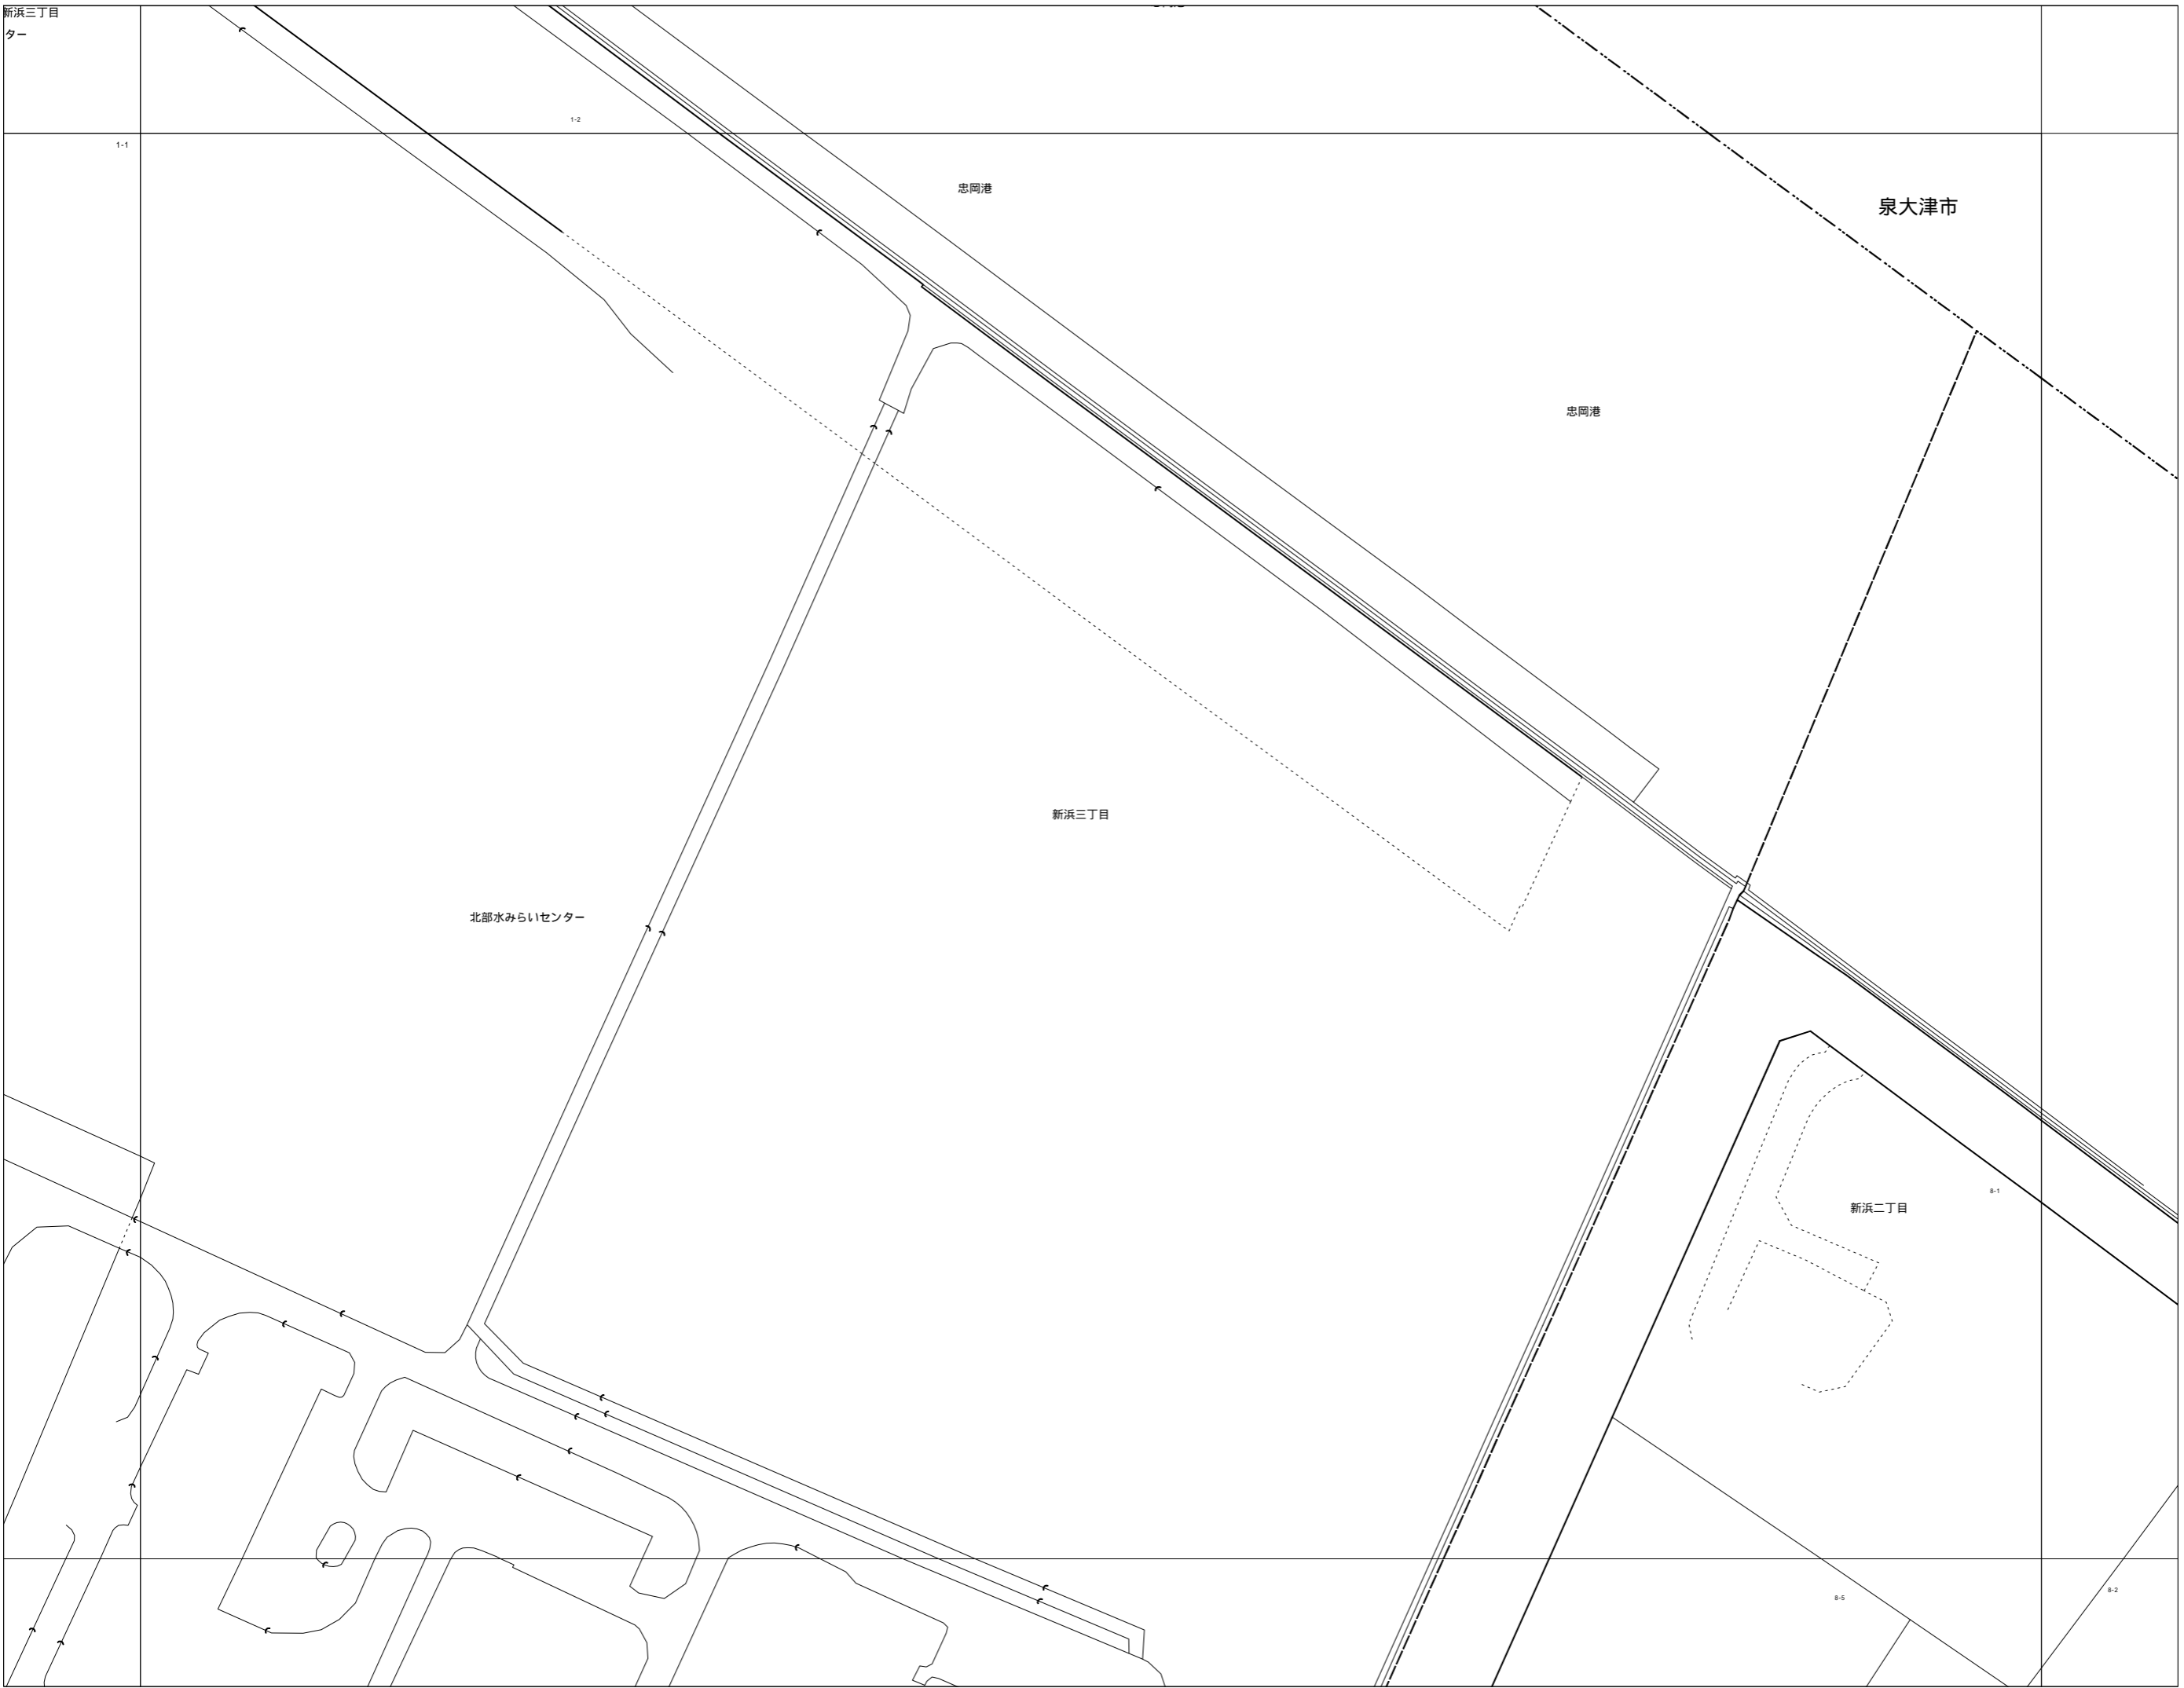 新浜三丁目
ター
1-2
1-1
忠岡港
泉大津市
忠岡港
新浜三丁目
北部水みらいセンター
8-1
新浜二丁目
8-5
8-2